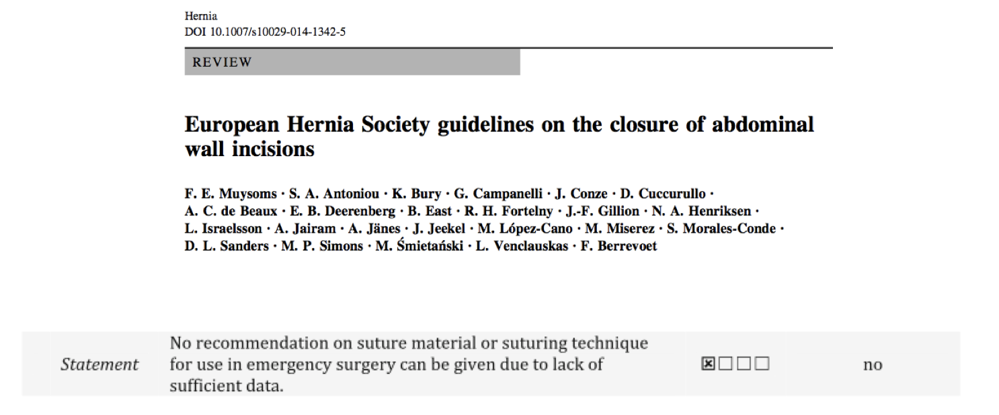 Hernia
DOI 10.1007/s10029-014-1342-5
REVIEW
European Hernia Society guidelines on the closure of abdominal
wall incisions
F. E. Muysoms · S. A. Antoniou · K. Bury · G. Campanelli · J. Conze · D. Cuccurullo ·
A. C. de Beaux · E. B. Deerenberg · B. East · R. H. Fortelny · J.-F. Gillion · N. A. Henriksen ·
L. Israelsson · A. Jairam · A. Jänes · J. Jeekel · M. López-Cano · M. Miserez · S. Morales-Conde ·
D. L. Sanders · M. P. Simons · M. Śmietański · L. Venclauskas · F. Berrevoet
No recommendation on suture material or suturing technique
Statement for use in emergency surgery can be given due to lack of ☒☐☐☐ no
sufficient data.